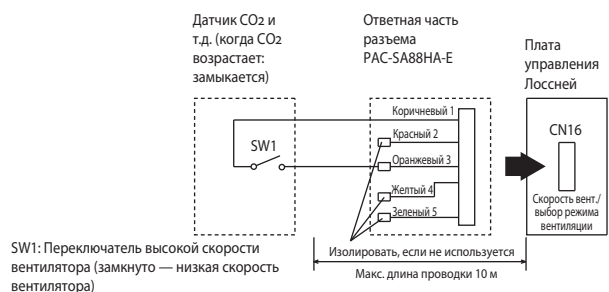 Датчик CO2 и
т.д. (когда CO2
возрастает:
замыкается)
Ответная часть
разъема
PAC-SA88HA-E
Плата
управления
Лоссней
Коричневый 1
Красный 2
SW1
Оранжевый 3
Желтый 4
Зеленый 5
CN16
Скорость вент./
выбор режима
вентиляции
SW1: Переключатель высокой скорости
вентилятора (замкнуто — низкая скорость
вентилятора)
Изолировать, если не используется
Макс. длина проводки 10 м